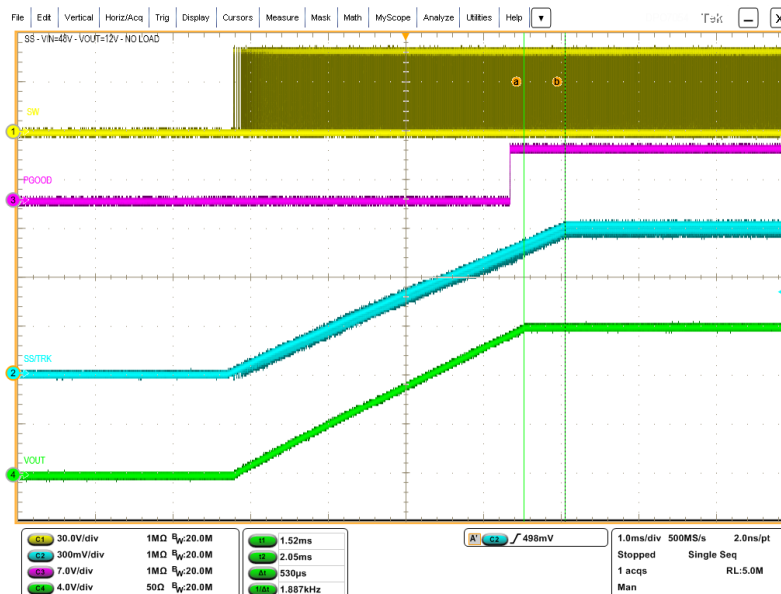 File Edit Vertical Horiz/Acq Trig Display Cursors Measure Mask Math MyScope Analyze Utilities Help Tek X
SS - VIN=48V - VOUT=12V - NO LOAD
a b
SW
1
PGOOD
3
SS/TRK
2
VOUT
4
C1 30.0V/div 1MΩ BW:20.0M
C2 300mV/div 1MΩ BW:20.0M
C3 7.0V/div 1MΩ BW:20.0M
C4 4.0V/div 50Ω BW:20.0M
t1 1.52ms
t2 2.05ms
Δt 530µs
1/Δt 1.887kHz
A' C2 498mV
1.0ms/div 500MS/s 2.0ns/pt
Stopped Single Seq
1 acqs RL:5.0M
Man